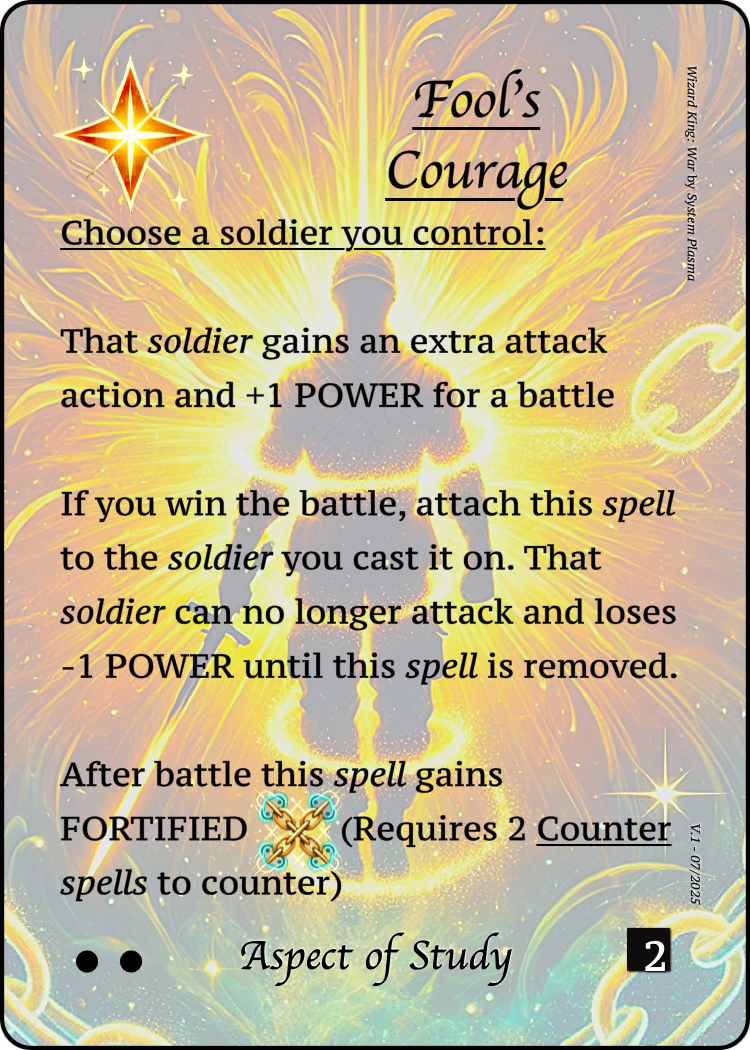 Fool's
Courage
Wizard King: War by System Plasma
Choose a soldier you control:
That soldier gains an extra attack
action and +1 POWER for a battle
If you win the battle, attach this spell
to the soldier you cast it on. That
soldier can no longer attack and loses
-1 POWER until this spell is removed.
After battle this spell gains
FORTIFIED (Requires 2 Counter
spells to counter)
V.1 - 07/2025
Aspect of Study
2